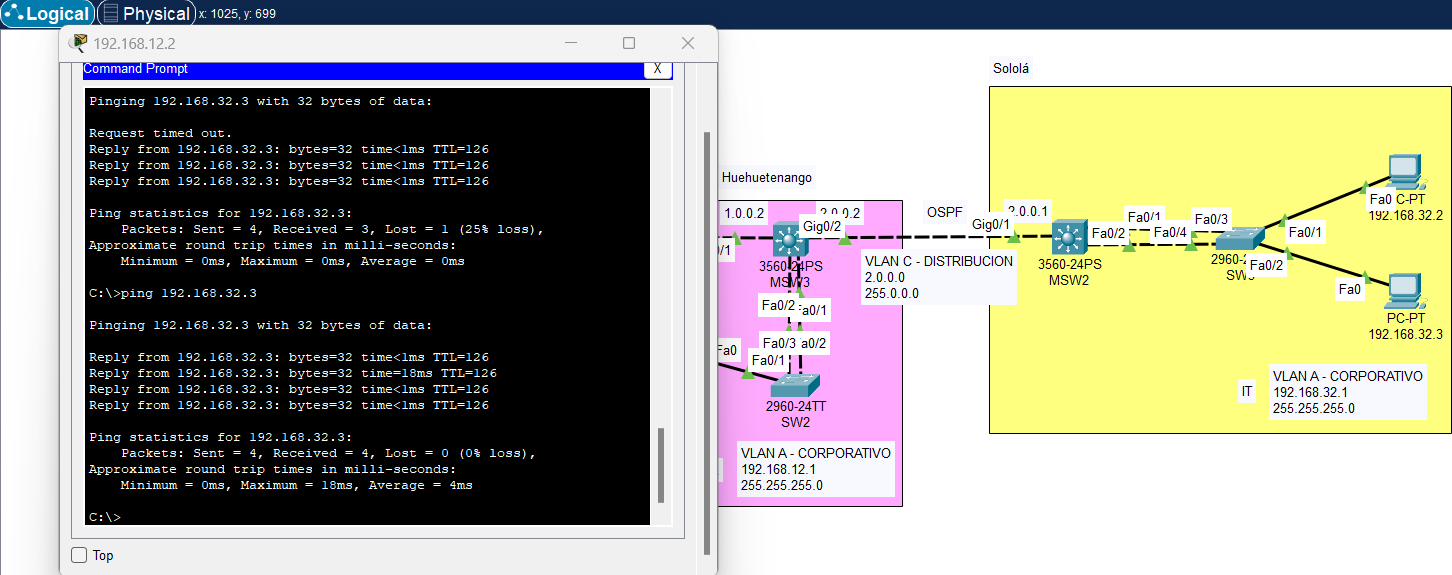 Logical
Physical
x: 1025, y: 699
192.168.12.2
Command Prompt
X
Pinging 192.168.32.3 with 32 bytes of data:
Request timed out.
Reply from 192.168.32.3: bytes=32 time<1ms TTL=126
Reply from 192.168.32.3: bytes=32 time<1ms TTL=126
Reply from 192.168.32.3: bytes=32 time<1ms TTL=126
Ping statistics for 192.168.32.3:
Packets: Sent = 4, Received = 3, Lost = 1 (25% loss),
Approximate round trip times in milli-seconds:
Minimum = 0ms, Maximum = 0ms, Average = 0ms
C:\>ping 192.168.32.3
Pinging 192.168.32.3 with 32 bytes of data:
Reply from 192.168.32.3: bytes=32 time<1ms TTL=126
Reply from 192.168.32.3: bytes=32 time=18ms TTL=126
Reply from 192.168.32.3: bytes=32 time<1ms TTL=126
Reply from 192.168.32.3: bytes=32 time<1ms TTL=126
Ping statistics for 192.168.32.3:
Packets: Sent = 4, Received = 4, Lost = 0 (0% loss),
Approximate round trip times in milli-seconds:
Minimum = 0ms, Maximum = 18ms, Average = 4ms
C:\>
Top
Huehuetenango
1.0.0.2
2.0.0.2
Gig0/2
/1
3560-24PS
MSW3
Fa0/2
a0/1
Fa0/3
a0/2
Fa0
Fa0/1
2960-24TT
SW2
VLAN A - CORPORATIVO
192.168.12.1
255.255.255.0
OSPF
VLAN C - DISTRIBUCION
2.0.0.0
255.0.0.0
Sololá
2.0.0.1
Gig0/1
3560-24PS
MSW2
Fa0/1
Fa0/2
Fa0/3
Fa0/4
2960-2
SW
Fa0/1
Fa0/2
Fa0
C-PT
192.168.32.2
Fa0
PC-PT
192.168.32.3
IT
VLAN A - CORPORATIVO
192.168.32.1
255.255.255.0